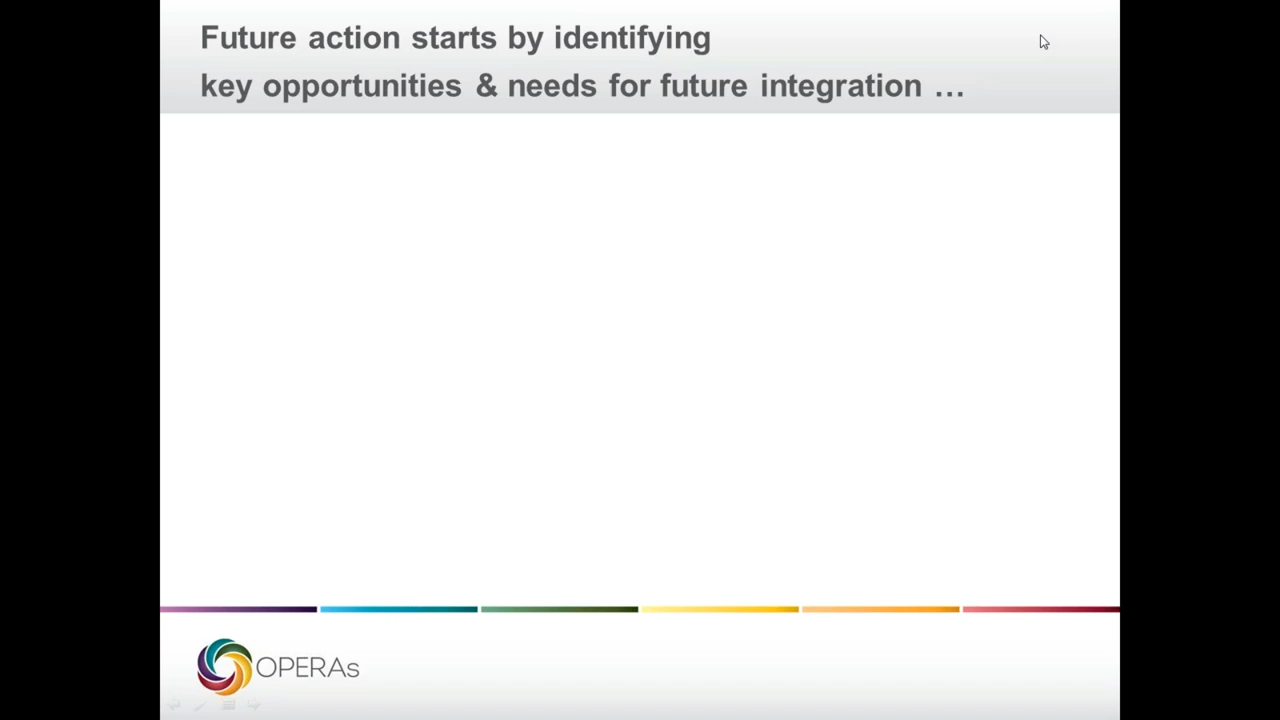 Future action starts by identifying
key opportunities & needs for future integration …
OPERAs